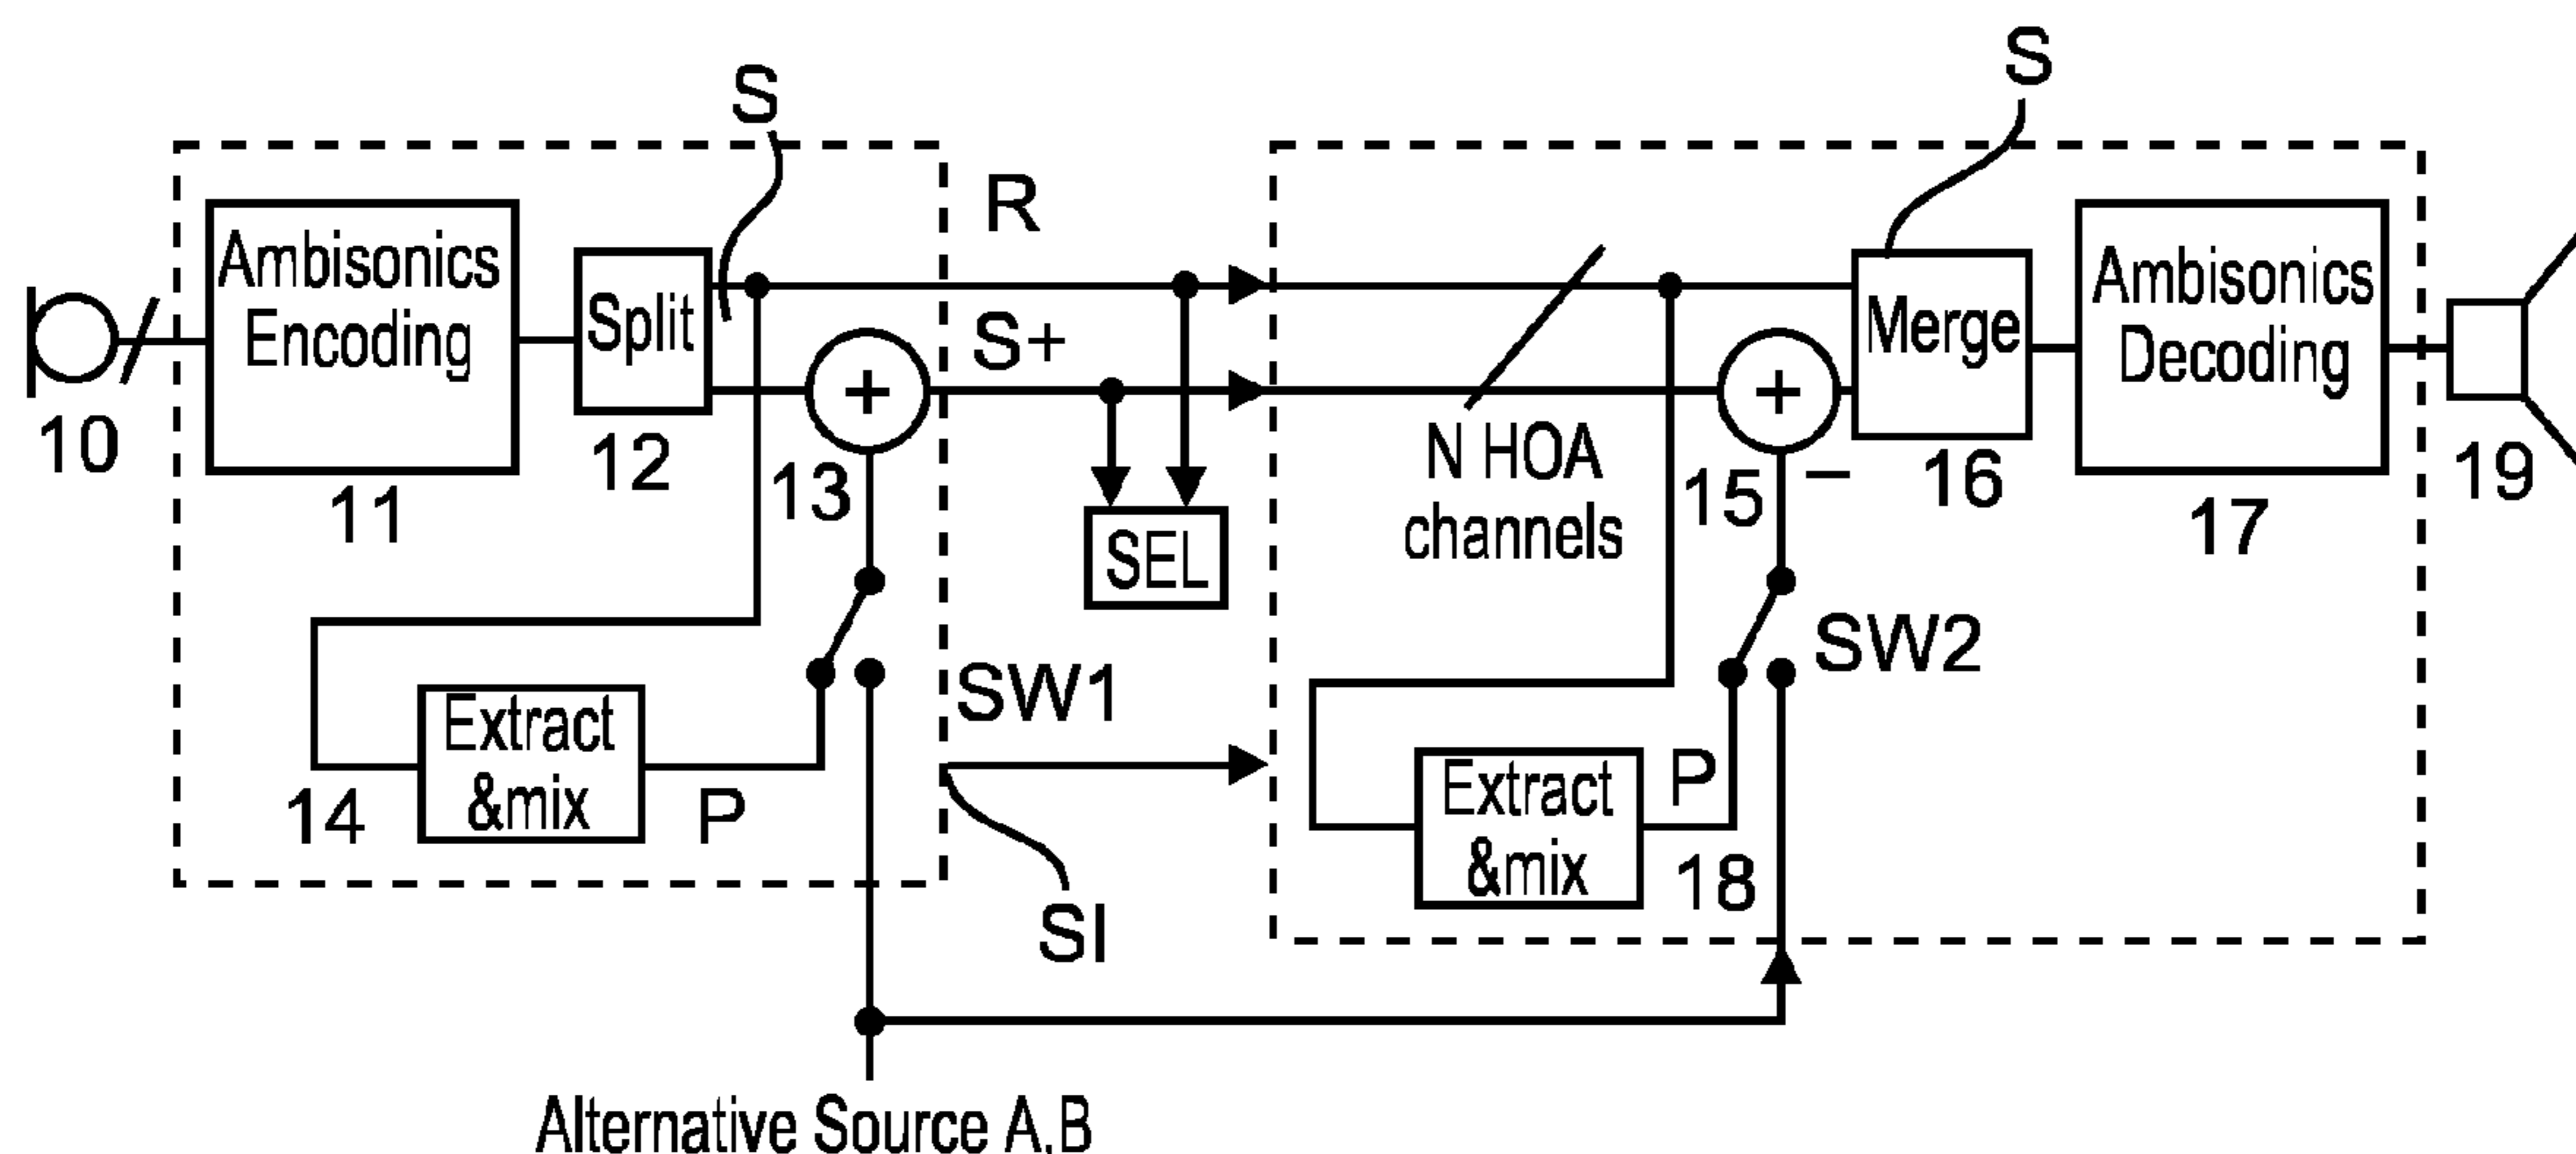 S
S
R
Ambisonics
Encoding
Split
S+
+
+
Merge
Ambisonics
Decoding
10
11
12
13
SEL
N HOA
channels
15
–
16
17
19
SW1
SW2
Extract
&mix
14
P
SI
Extract
&mix
P
18
Alternative Source A,B